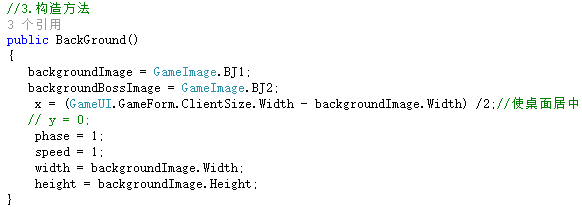 //3.构造方法
3 个引用
public BackGround()
{
backgroundImage = GameImage.BJ1;
backgroundBossImage = GameImage.BJ2;
x = (GameUI.GameForm.ClientSize.Width - backgroundImage.Width) /2;//使桌面居中
// y = 0;
phase = 1;
speed = 1;
width = backgroundImage.Width;
height = backgroundImage.Height;
}